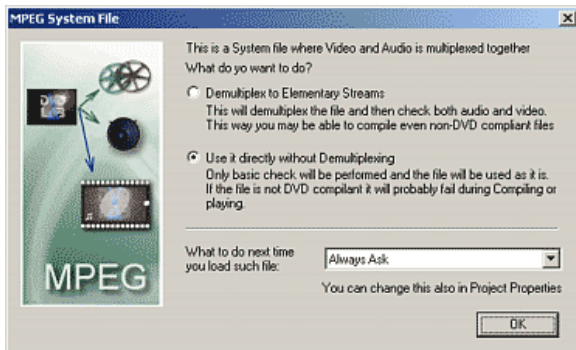 MPEG System File
This is a System file where Video and Audio is multiplexed together
What do yo want to do?
Demultiplex to Elementary Streams
This will demultiplex the file and then check both audio and video.
This way you may be able to compile even non-DVD compliant files
Use it directly without Demultiplexing
Only basic check will be performed and the file will be used as it is.
If the file is not DVD compilant it will probably fail during Compiling or
playing.
What to do next time
you load such file:
Always Ask
You can change this also in Project Properties
OK
MPEG